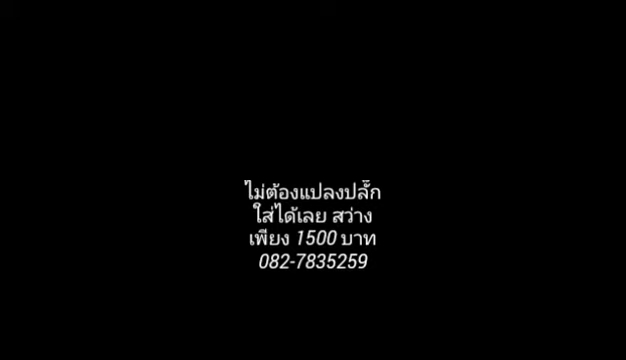 ไม่ต้องแปลงปลั๊ก
ใส่ได้เลย สว่าง
เพียง 1500 บาท
082-7835259